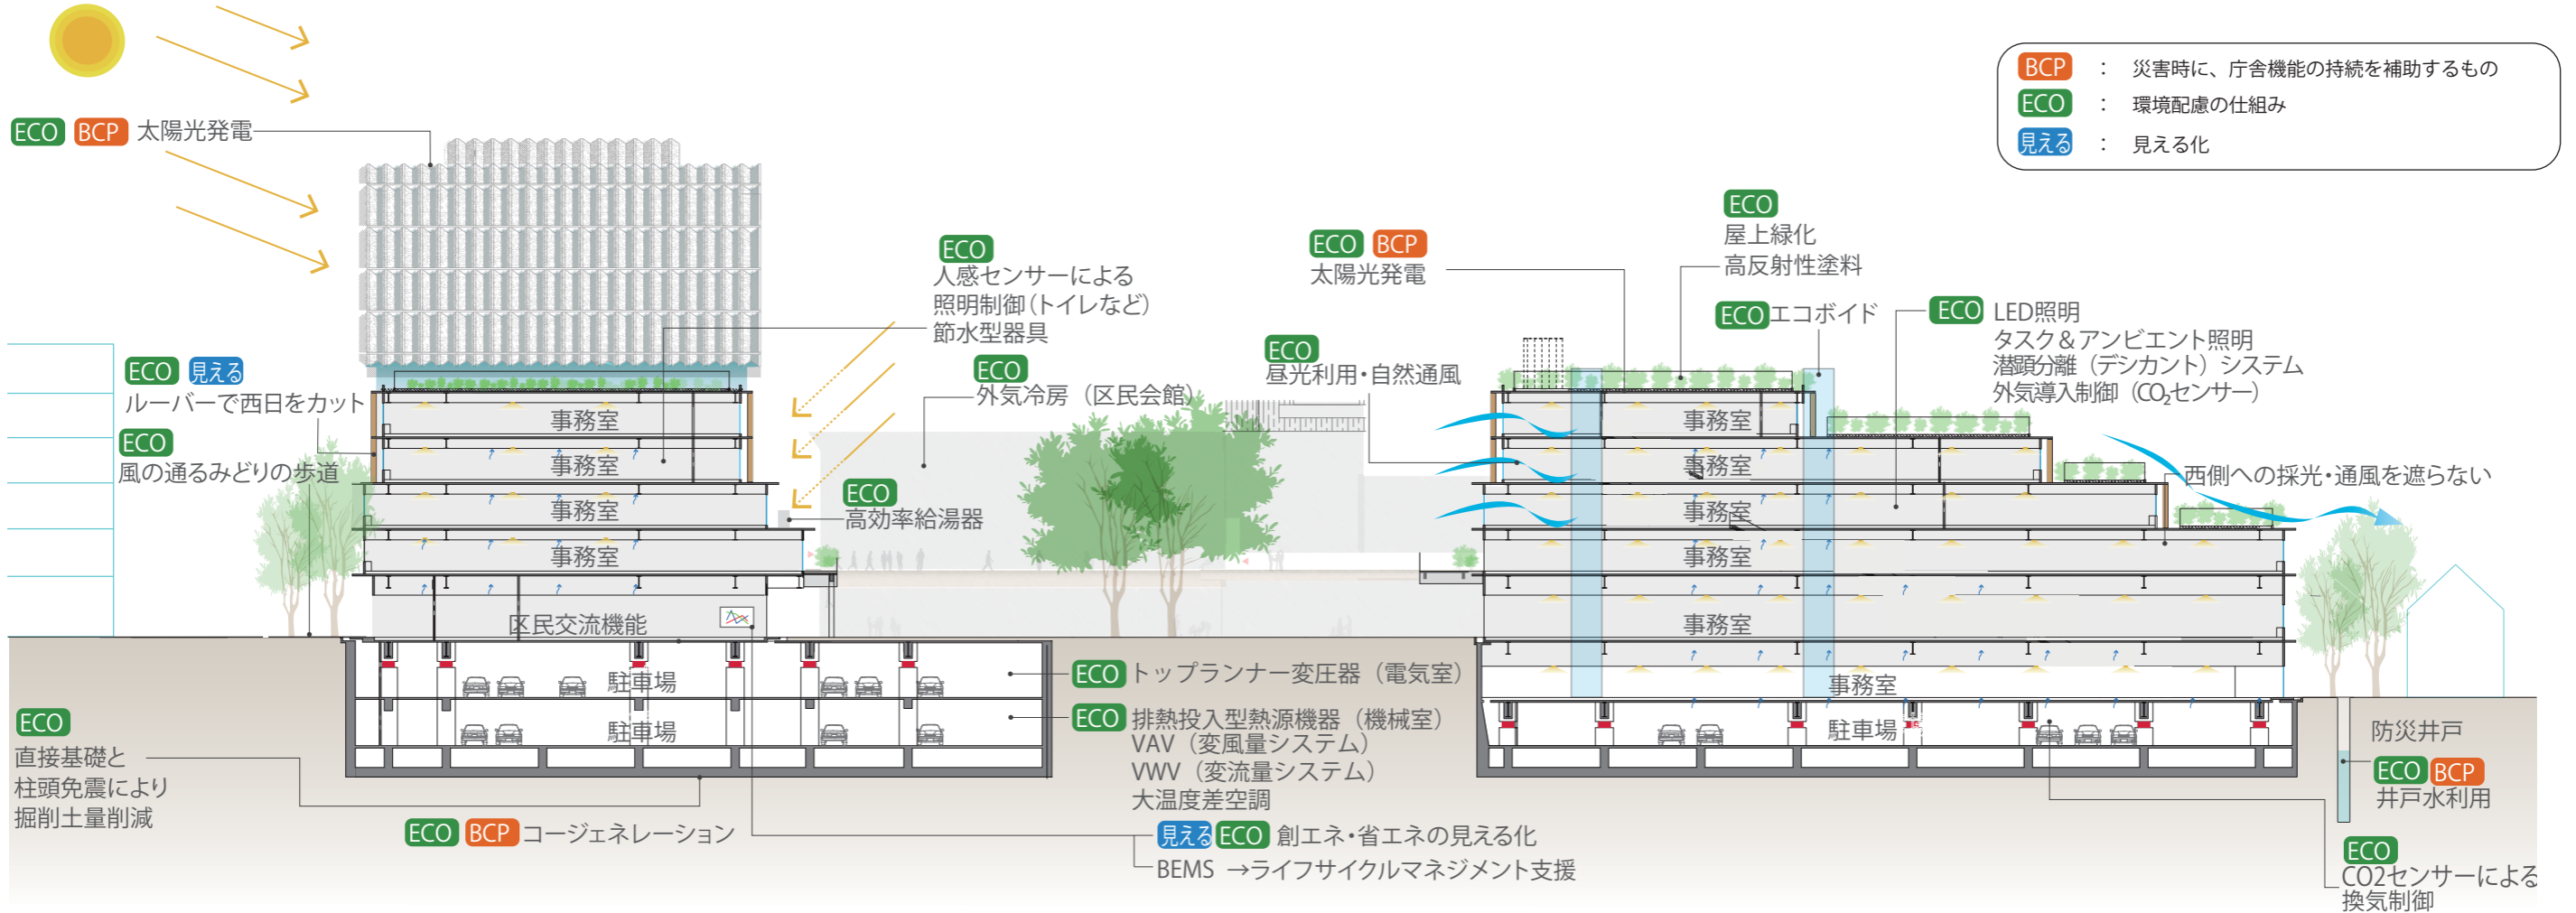 BCP : 災害時に、庁舎機能の持続を補助するもの
ECO : 環境配慮の仕組み
見える : 見える化
ECO BCP 太陽光発電
ECO 見える
ルーバーで西日をカット
ECO
風の通るみどりの歩道
ECO
人感センサーによる
照明制御(トイレなど)
節水型器具
ECO
外気冷房（区民会館）
ECO
高効率給湯器
事務室
事務室
事務室
事務室
区民交流機能
駐車場
駐車場
ECO
直接基礎と
柱頭免震により
掘削土量削減
ECO BCP コージェネレーション
ECO トップランナー変圧器（電気室）
ECO 排熱投入型熱源機器（機械室）
VAV（変風量システム）
VWV（変流量システム）
大温度差空調
見える ECO 創エネ・省エネの見える化
BEMS →ライフサイクルマネジメント支援
ECO BCP
太陽光発電
ECO
昼光利用・自然通風
ECO
屋上緑化
高反射性塗料
ECO エコボイド
ECO LED照明
タスク＆アンビエント照明
潜顕分離（デシカント）システム
外気導入制御（CO₂センサー）
西側への採光・通風を遮らない
事務室
事務室
事務室
事務室
事務室
事務室
駐車場
防災井戸
ECO BCP
井戸水利用
ECO
CO2センサーによる
換気制御